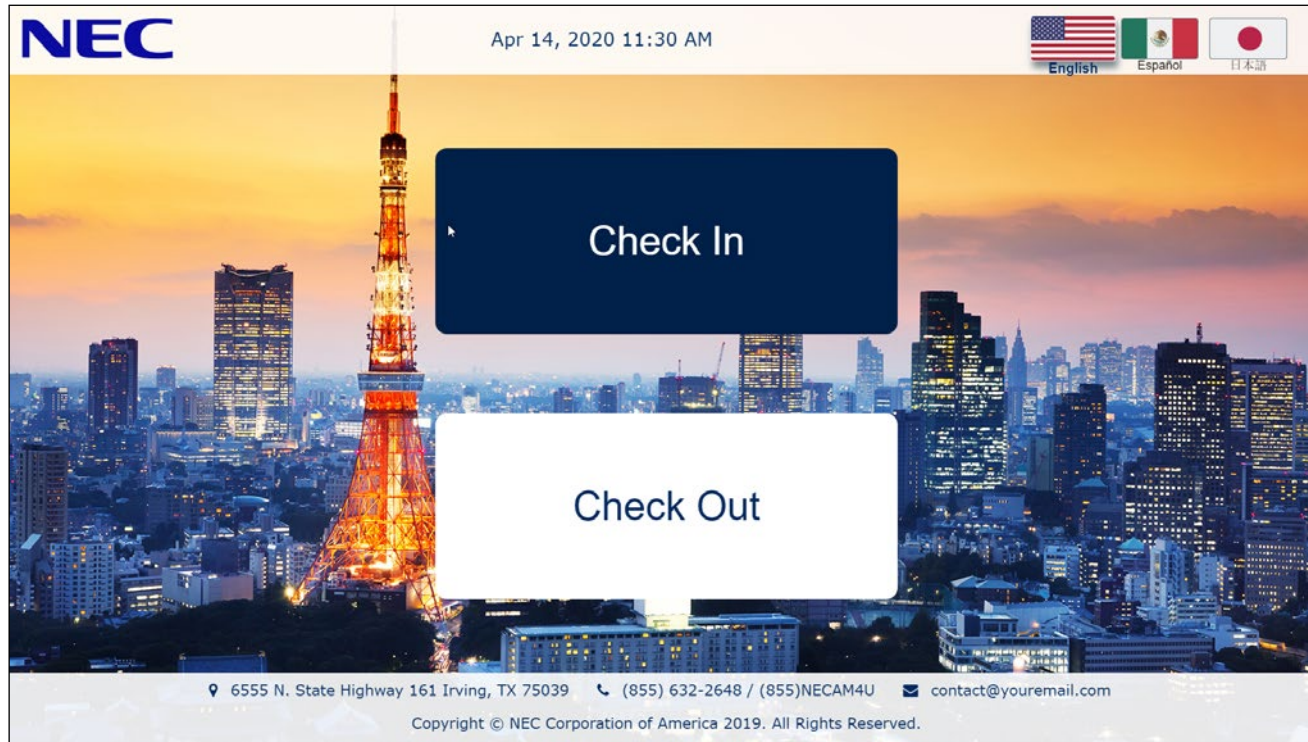 NEC
Apr 14, 2020 11:30 AM
English
Español
日本語
Check In
Check Out
6555 N. State Highway 161 Irving, TX 75039 (855) 632-2648 / (855)NECAM4U contact@youremail.com
Copyright © NEC Corporation of America 2019. All Rights Reserved.